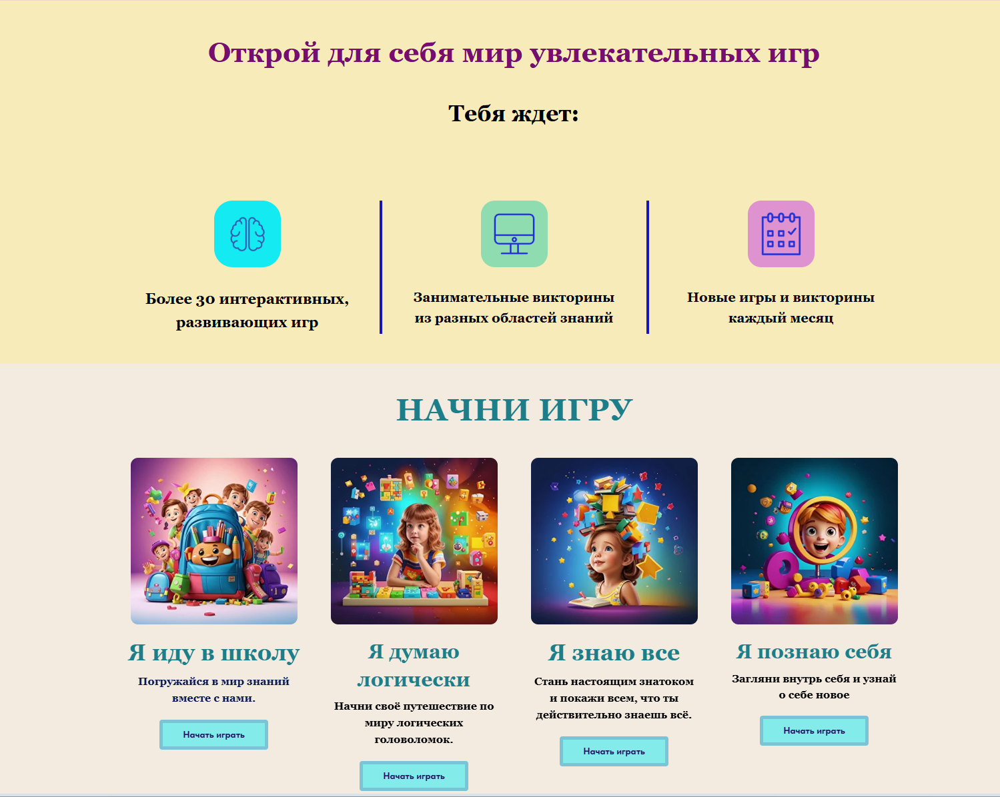 Открой для себя мир увлекательных игр
Тебя ждет:
Более 30 интерактивных,
развивающих игр
Занимательные викторины
из разных областей знаний
Новые игры и викторины
каждый месяц
НАЧНИ ИГРУ
Я иду в школу
Погружайся в мир знаний
вместе с нами.
Начать играть
Я думаю
логически
Начни своё путешествие по
миру логических
головоломок.
Начать играть
Я знаю все
Стань настоящим знатоком
и покажи всем, что ты
действительно знаешь всё.
Начать играть
Я познаю себя
Загляни внутрь себя и узнай
о себе новое
Начать играть